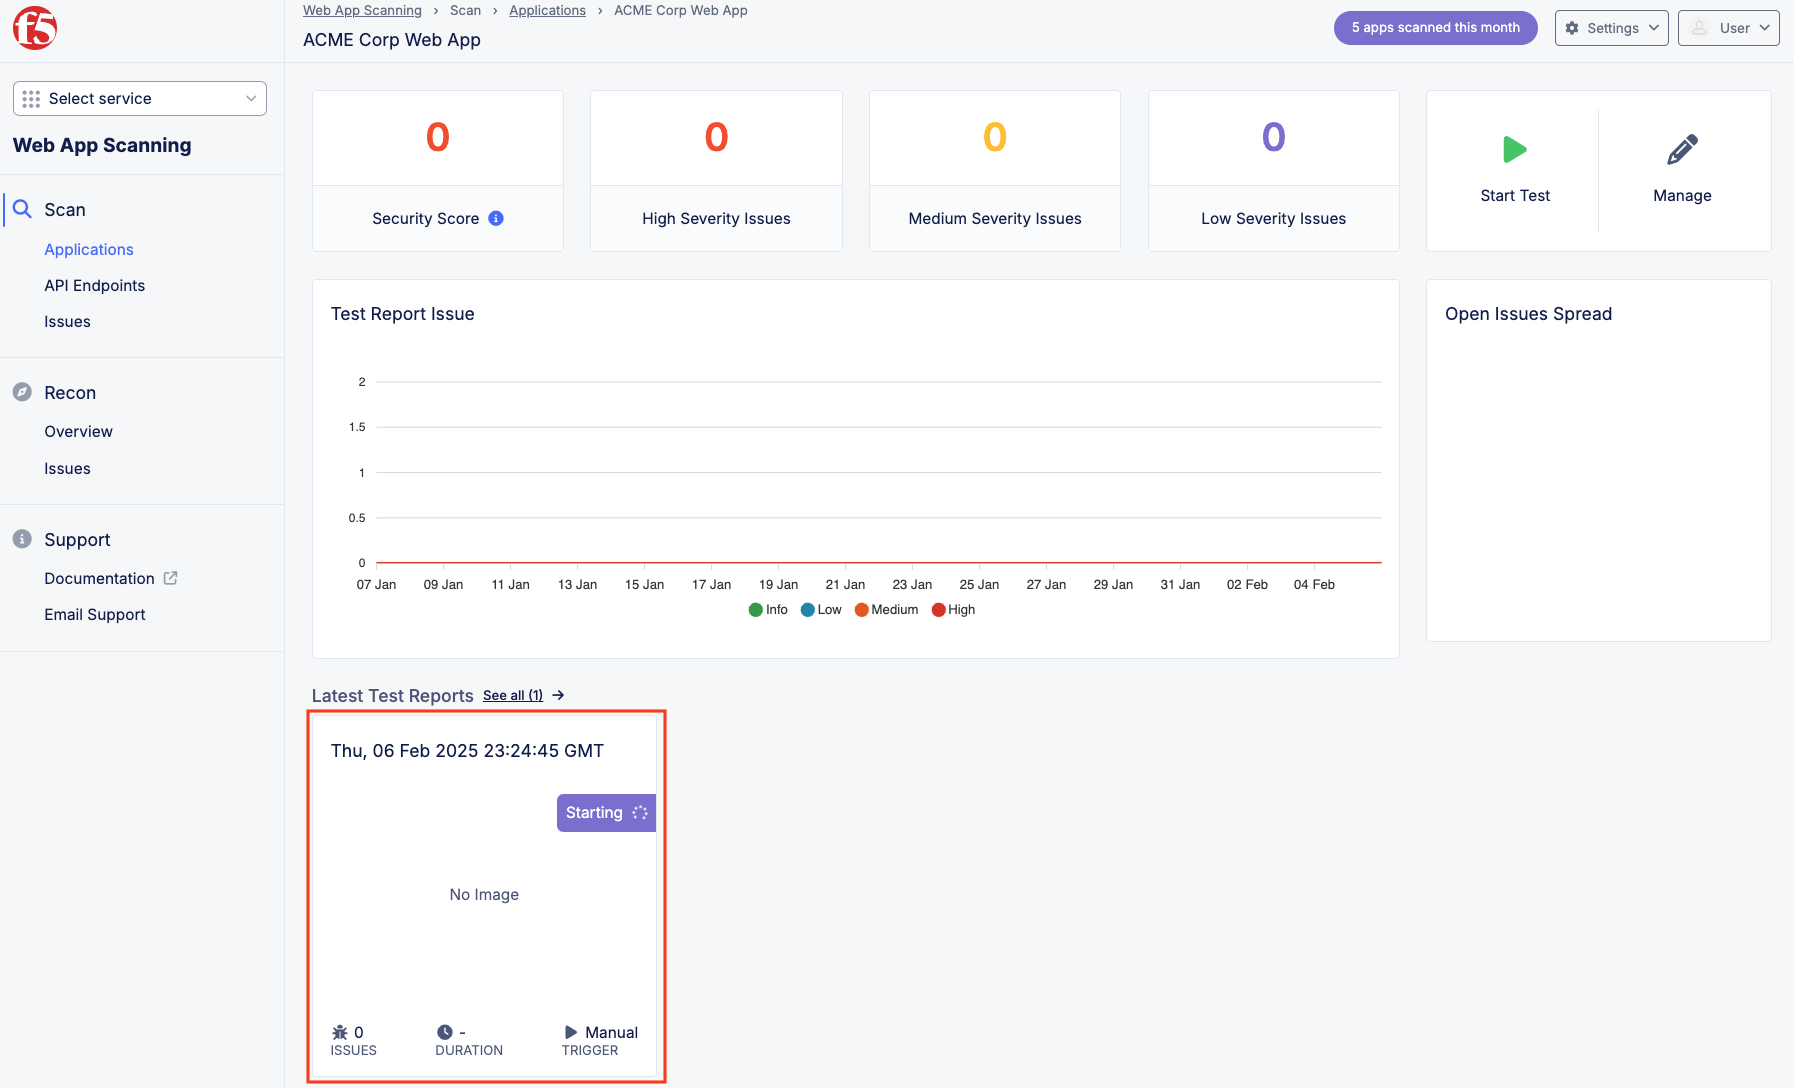 f5
Web App Scanning › Scan › Applications › ACME Corp Web App
ACME Corp Web App
5 apps scanned this month
Settings
User
Select service
Web App Scanning
Scan
Applications
API Endpoints
Issues
Recon
Overview
Issues
Support
Documentation
Email Support
0
Security Score
0
High Severity Issues
0
Medium Severity Issues
0
Low Severity Issues
Start Test
Manage
Test Report Issue
2
1.5
1
0.5
0
07 Jan 09 Jan 11 Jan 13 Jan 15 Jan 17 Jan 19 Jan 21 Jan 23 Jan 25 Jan 27 Jan 29 Jan 31 Jan 02 Feb 04 Feb
Info Low Medium High
Open Issues Spread
Latest Test Reports See all (1) →
Thu, 06 Feb 2025 23:24:45 GMT
Starting
No Image
0
ISSUES
-
DURATION
Manual
TRIGGER